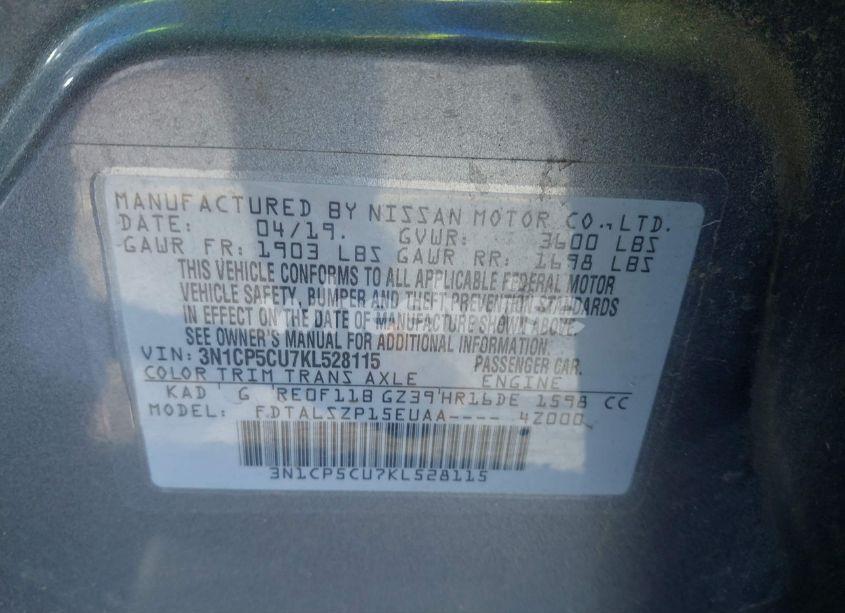 MANUFACTURED BY NISSAN MOTOR CO., LTD.
DATE: 04/19. GVWR: 3600 LBS
GAWR FR: 1903 LBS GAWR RR: 1698 LBS
THIS VEHICLE CONFORMS TO ALL APPLICABLE FEDERAL MOTOR
VEHICLE SAFETY, BUMPER AND THEFT PREVENTION STANDARDS
IN EFFECT ON THE DATE OF MANUFACTURE SHOWN ABOVE.
SEE OWNER'S MANUAL FOR ADDITIONAL INFORMATION.
VIN: 3N1CP5CU7KL528115 PASSENGER CAR.
COLOR TRIM TRANS AXLE ENGINE
KAD G RE0F11B GZ39 HR16DE 1598 CC
MODEL: FDTALSZP15EUAA---- 4Z000
3N1CP5CU7KL528115